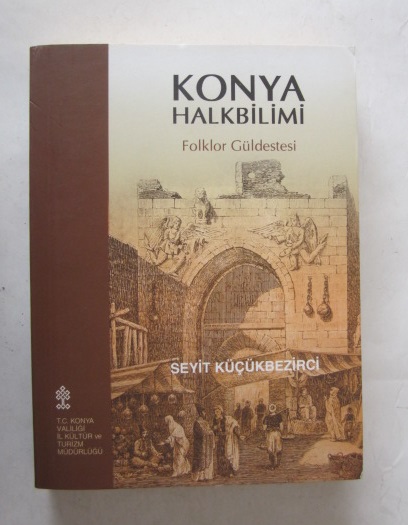 KONYA
HALKBİLİMİ
Folklor Güldestesi
SEYİT KÜÇÜKBEZİRCİ
T.C. KONYA
VALİLİĞİ
İL KÜLTÜR ve
TURİZM
MÜDÜRLÜĞÜ